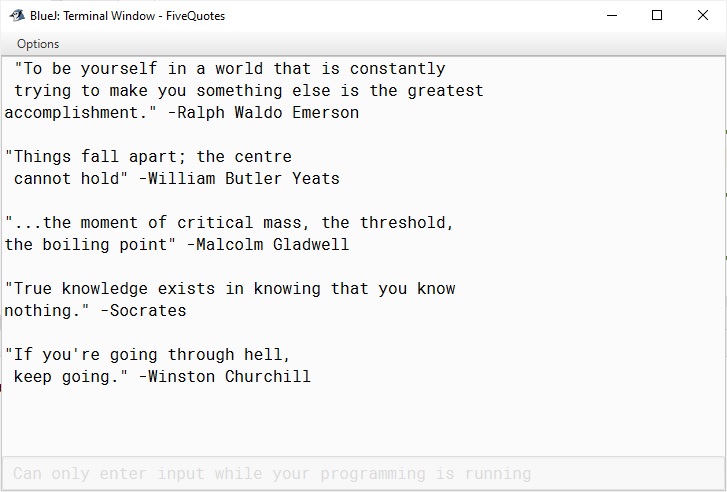 BlueJ: Terminal Window - FiveQuotes
Options
"To be yourself in a world that is constantly
trying to make you something else is the greatest
accomplishment." -Ralph Waldo Emerson
"Things fall apart; the centre
cannot hold" -William Butler Yeats
"...the moment of critical mass, the threshold,
the boiling point" -Malcolm Gladwell
"True knowledge exists in knowing that you know
nothing." -Socrates
"If you're going through hell,
keep going." -Winston Churchill
Can only enter input while your programming is running